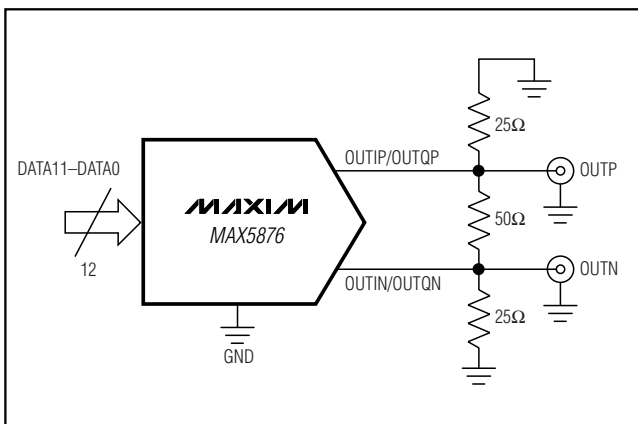 25Ω
OUTIP/OUTQP
OUTP
DATA11–DATA0
MAXIM
MAX5876
50Ω
12
OUTIN/OUTQN
OUTN
25Ω
GND